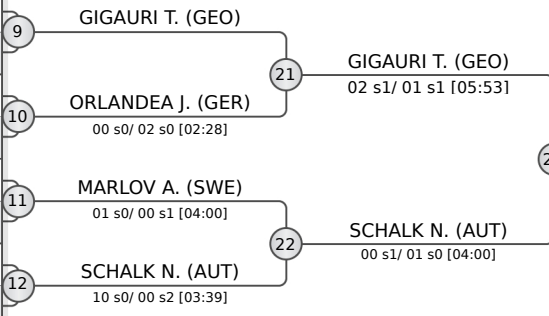 GIGAURI T. (GEO)
9
21
GIGAURI T. (GEO)
02 s1/ 01 s1 [05:53]
ORLANDEA J. (GER)
10
00 s0/ 02 s0 [02:28]
MARLOV A. (SWE)
11
01 s0/ 00 s1 [04:00]
22
SCHALK N. (AUT)
00 s1/ 01 s0 [04:00]
SCHALK N. (AUT)
12
10 s0/ 00 s2 [03:39]